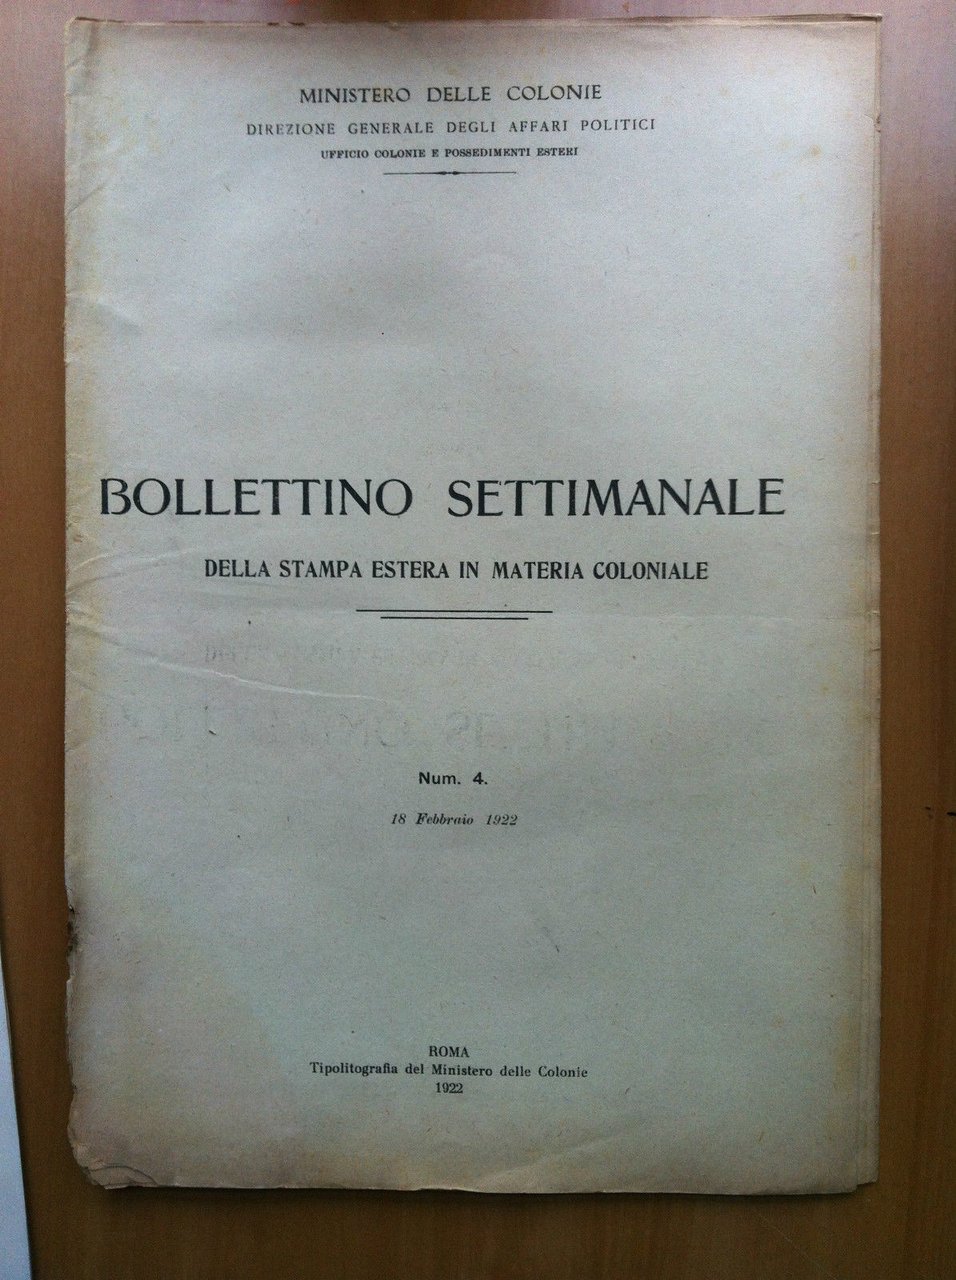 MINISTERO DELLE COLONIE
DIREZIONE GENERALE DEGLI AFFARI POLITICI
UFFICIO COLONIE E POSSEDIMENTI ESTERI
BOLLETTINO SETTIMANALE
DELLA STAMPA ESTERA IN MATERIA COLONIALE
Num. 4.
18 Febbraio 1922
ROMA
Tipolitografia del Ministero delle Colonie
1922